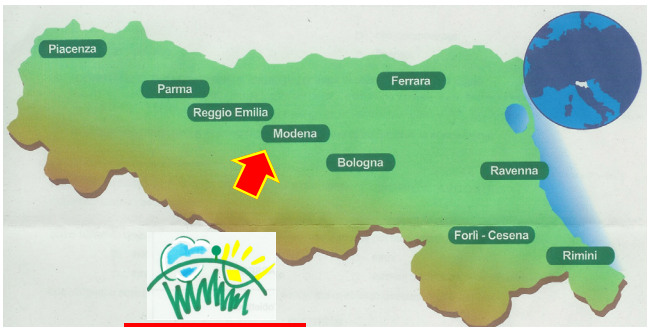 Piacenza
Parma
Ferrara
Reggio Emilia
Modena
Bologna
Ravenna
Forlì - Cesena
Rimini